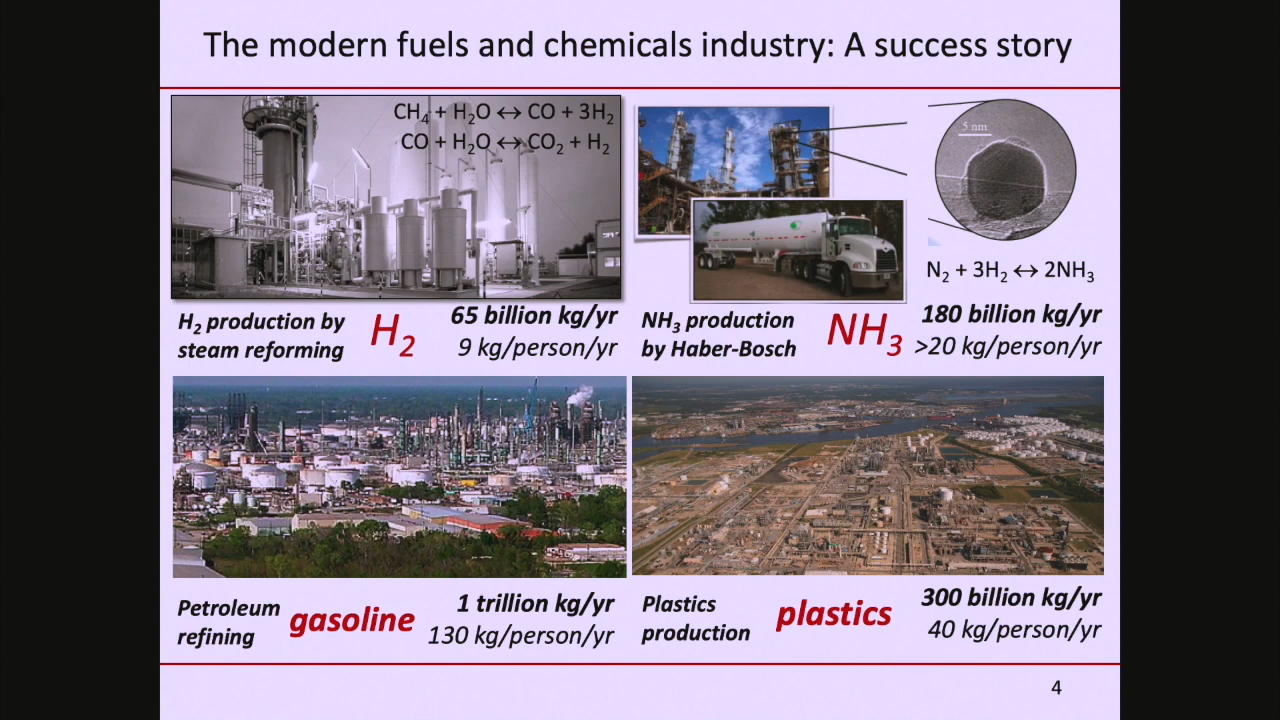 The modern fuels and chemicals industry: A success story
CH₄ + H₂O ↔ CO + 3H₂
CO + H₂O ↔ CO₂ + H₂
H₂ production by
steam reforming
H₂
65 billion kg/yr
9 kg/person/yr
5 nm
N₂ + 3H₂ ↔ 2NH₃
NH₃ production
by Haber-Bosch
NH₃
180 billion kg/yr
>20 kg/person/yr
Petroleum
refining
gasoline
1 trillion kg/yr
130 kg/person/yr
Plastics
production
plastics
300 billion kg/yr
40 kg/person/yr
4